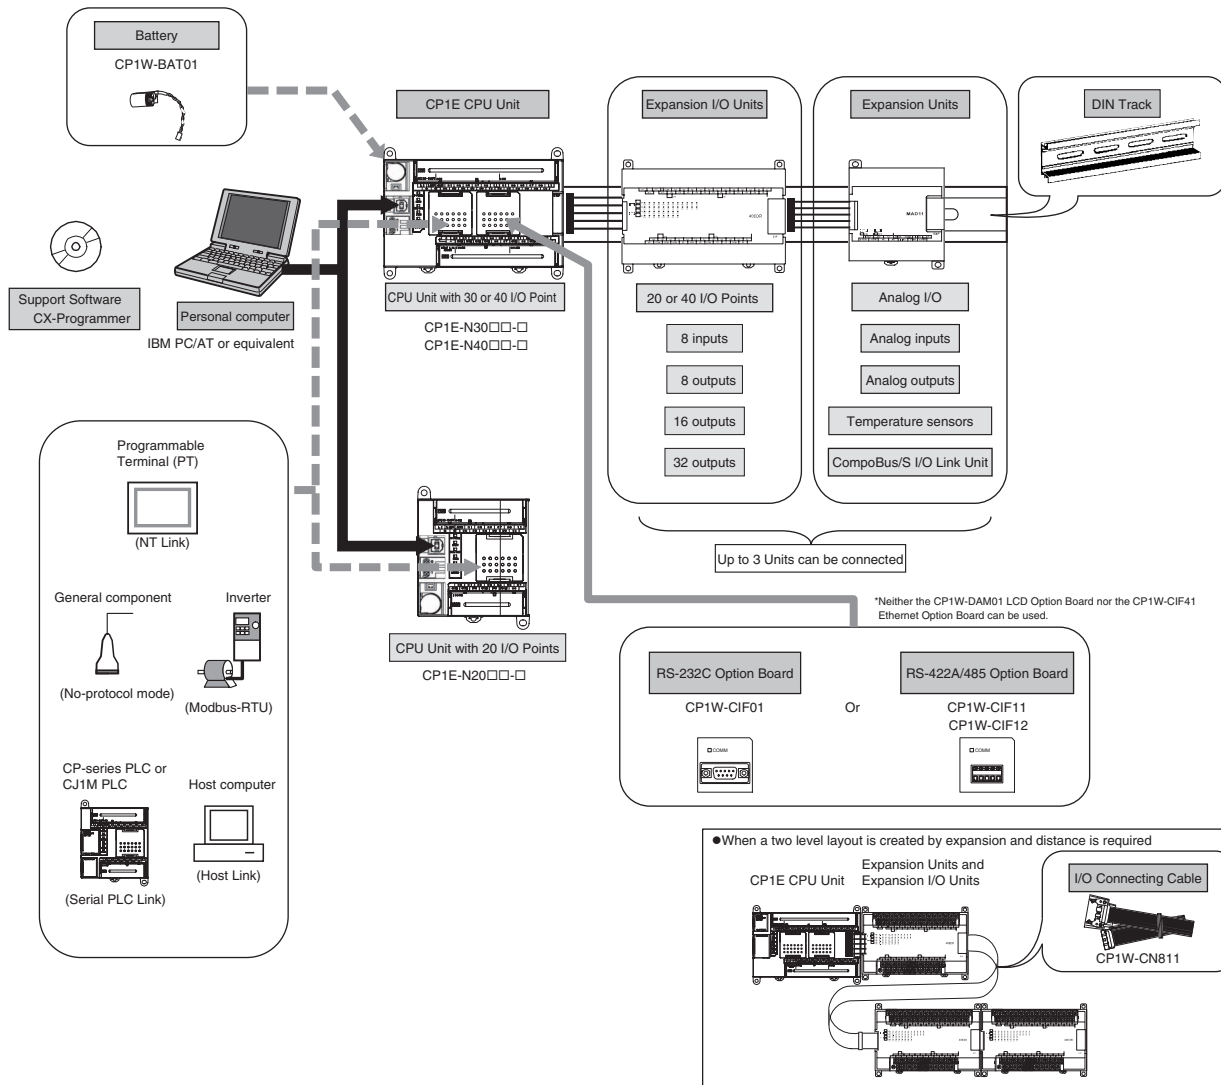 Battery
CP1W-BAT01
CP1E CPU Unit
Expansion I/O Units
Expansion Units
DIN Track
40EDR
MAD11
Support Software
CX-Programmer
Personal computer
IBM PC/AT or equivalent
CPU Unit with 30 or 40 I/O Point
CP1E-N30□□-□
CP1E-N40□□-□
20 or 40 I/O Points
8 inputs
8 outputs
16 outputs
32 outputs
Analog I/O
Analog inputs
Analog outputs
Temperature sensors
CompoBus/S I/O Link Unit
Up to 3 Units can be connected
Programmable
Terminal (PT)
(NT Link)
General component
(No-protocol mode)
Inverter
(Modbus-RTU)
CP-series PLC or
CJ1M PLC
(Serial PLC Link)
Host computer
(Host Link)
CPU Unit with 20 I/O Points
CP1E-N20□□-□
*Neither the CP1W-DAM01 LCD Option Board nor the CP1W-CIF41
Ethernet Option Board can be used.
RS-232C Option Board
CP1W-CIF01
COMM
Or
RS-422A/485 Option Board
CP1W-CIF11
CP1W-CIF12
COMM
●When a two level layout is created by expansion and distance is required
CP1E CPU Unit
Expansion Units and
Expansion I/O Units
I/O Connecting Cable
CP1W-CN811